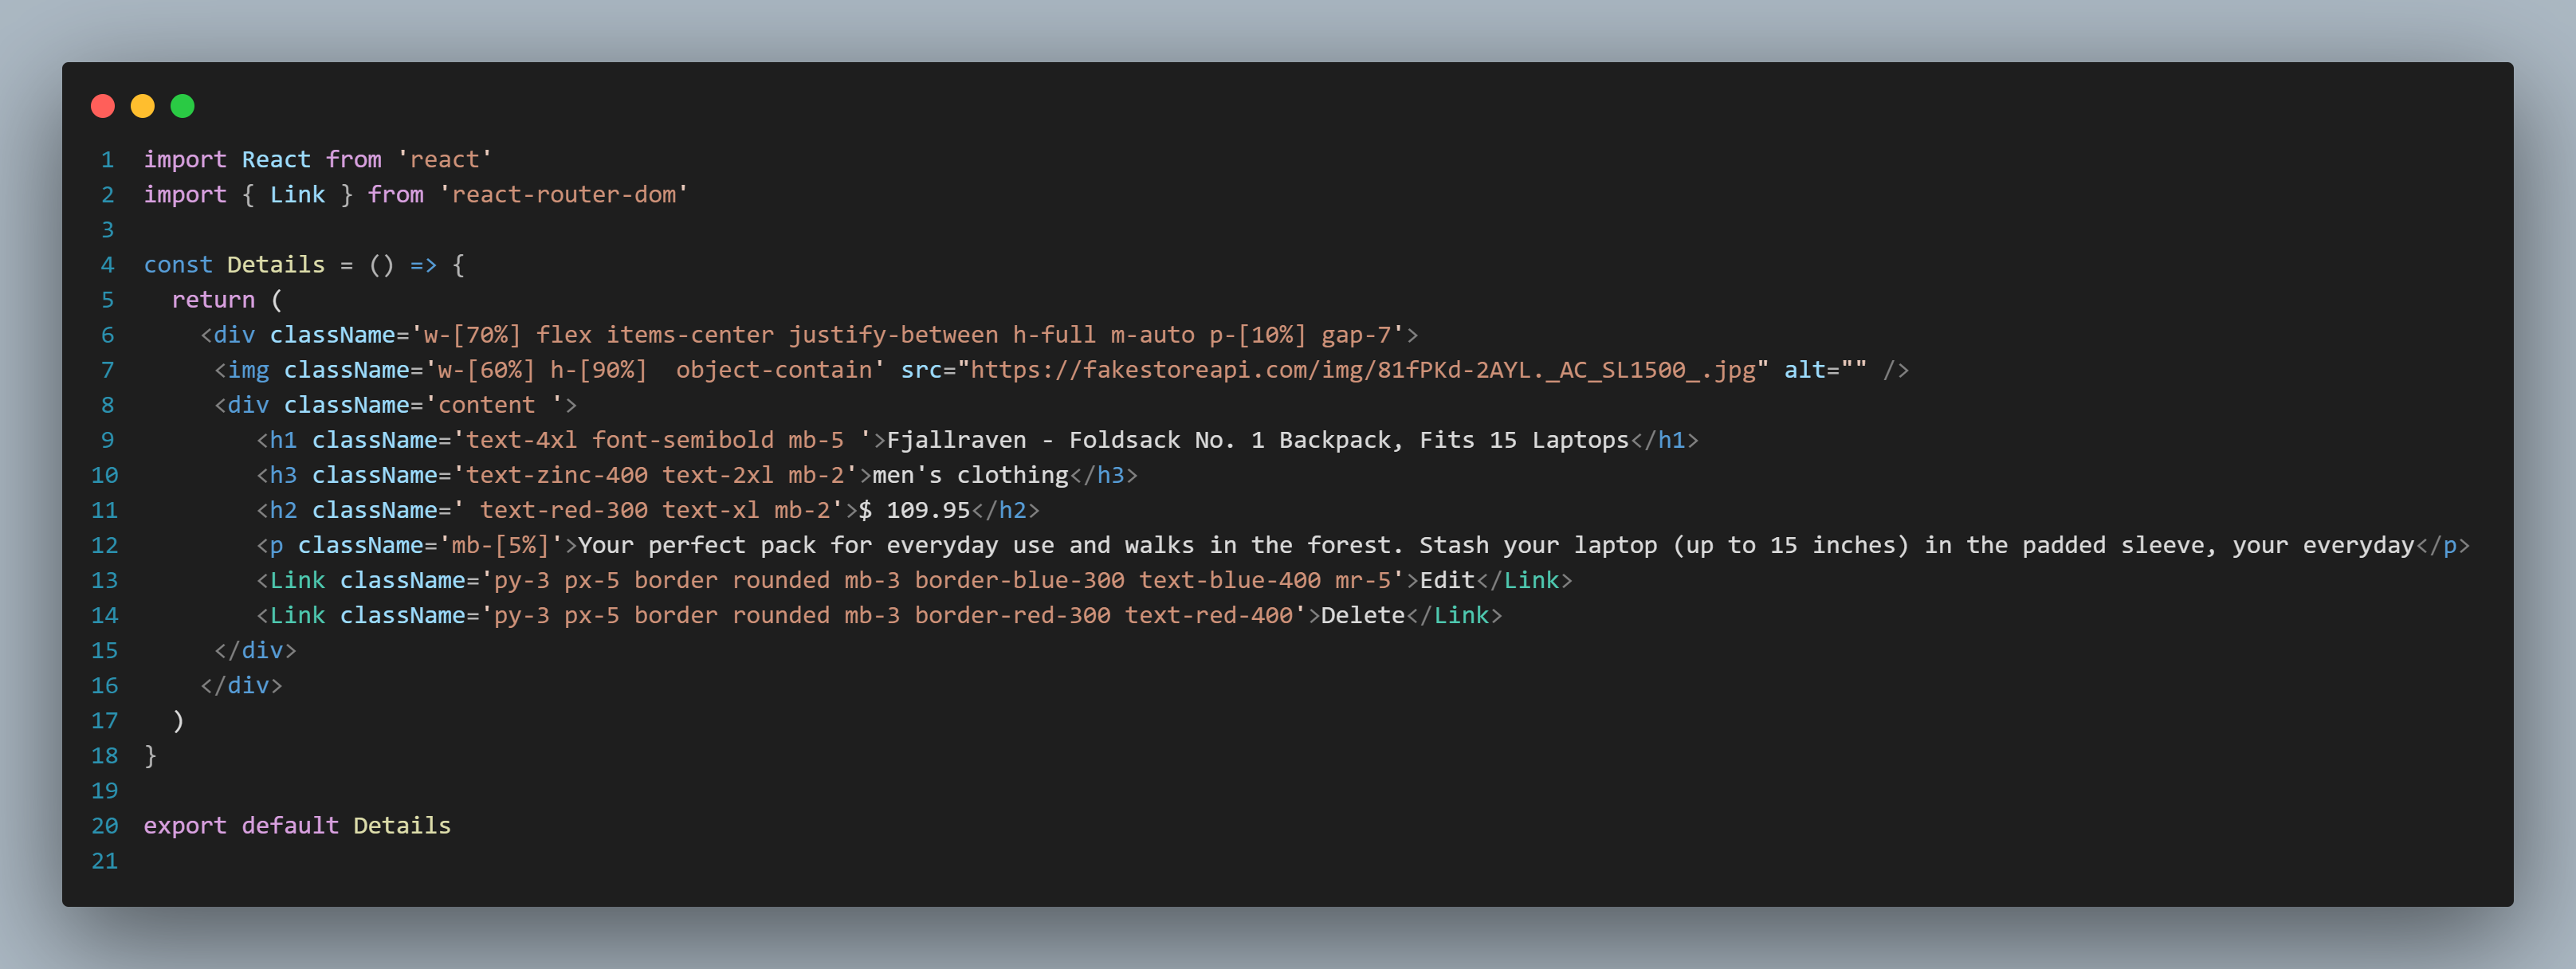 1 import React from 'react'
2 import { Link } from 'react-router-dom'
3
4 const Details = () => {
5   return (
6     <div className='w-[70%] flex items-center justify-between h-full m-auto p-[10%] gap-7'>
7      <img className='w-[60%] h-[90%]  object-contain' src="https://fakestoreapi.com/img/81fPKd-2AYL._AC_SL1500_.jpg" alt="" />
8      <div className='content '>
9         <h1 className='text-4xl font-semibold mb-5 '>Fjallraven - Foldsack No. 1 Backpack, Fits 15 Laptops</h1>
10         <h3 className='text-zinc-400 text-2xl mb-2'>men's clothing</h3>
11         <h2 className=' text-red-300 text-xl mb-2'>$ 109.95</h2>
12         <p className='mb-[5%]'>Your perfect pack for everyday use and walks in the forest. Stash your laptop (up to 15 inches) in the padded sleeve, your everyday</p>
13         <Link className='py-3 px-5 border rounded mb-3 border-blue-300 text-blue-400 mr-5'>Edit</Link>
14         <Link className='py-3 px-5 border rounded mb-3 border-red-300 text-red-400'>Delete</Link>
15      </div>
16     </div>
17   )
18 }
19
20 export default Details
21